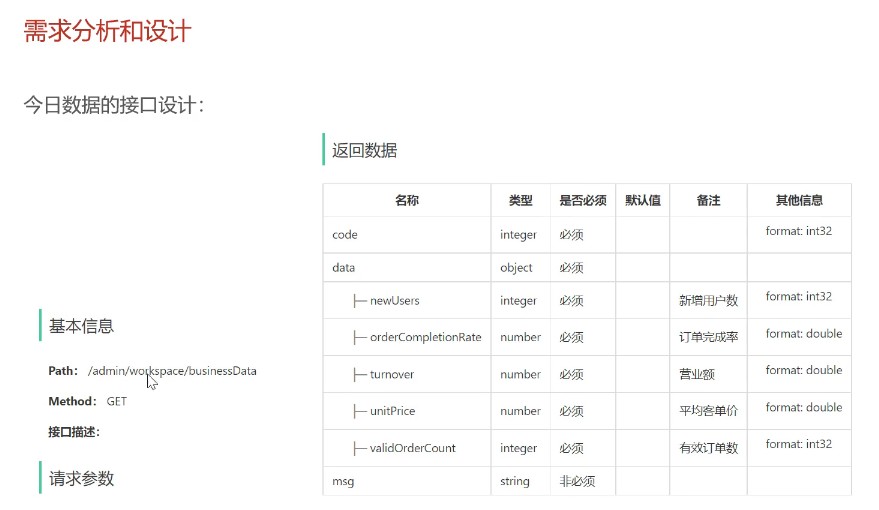 需求分析和设计
今日数据的接口设计：
基本信息
Path： /admin/workspace/businessData
Method： GET
接口描述：
请求参数
返回数据
名称 类型 是否必须 默认值 备注 其他信息
code integer 必须 format: int32
data object 必须
├─ newUsers integer 必须 新增用户数 format: int32
├─ orderCompletionRate number 必须 订单完成率 format: double
├─ turnover number 必须 营业额 format: double
├─ unitPrice number 必须 平均客单价 format: double
├─ validOrderCount integer 必须 有效订单数 format: int32
msg string 非必须